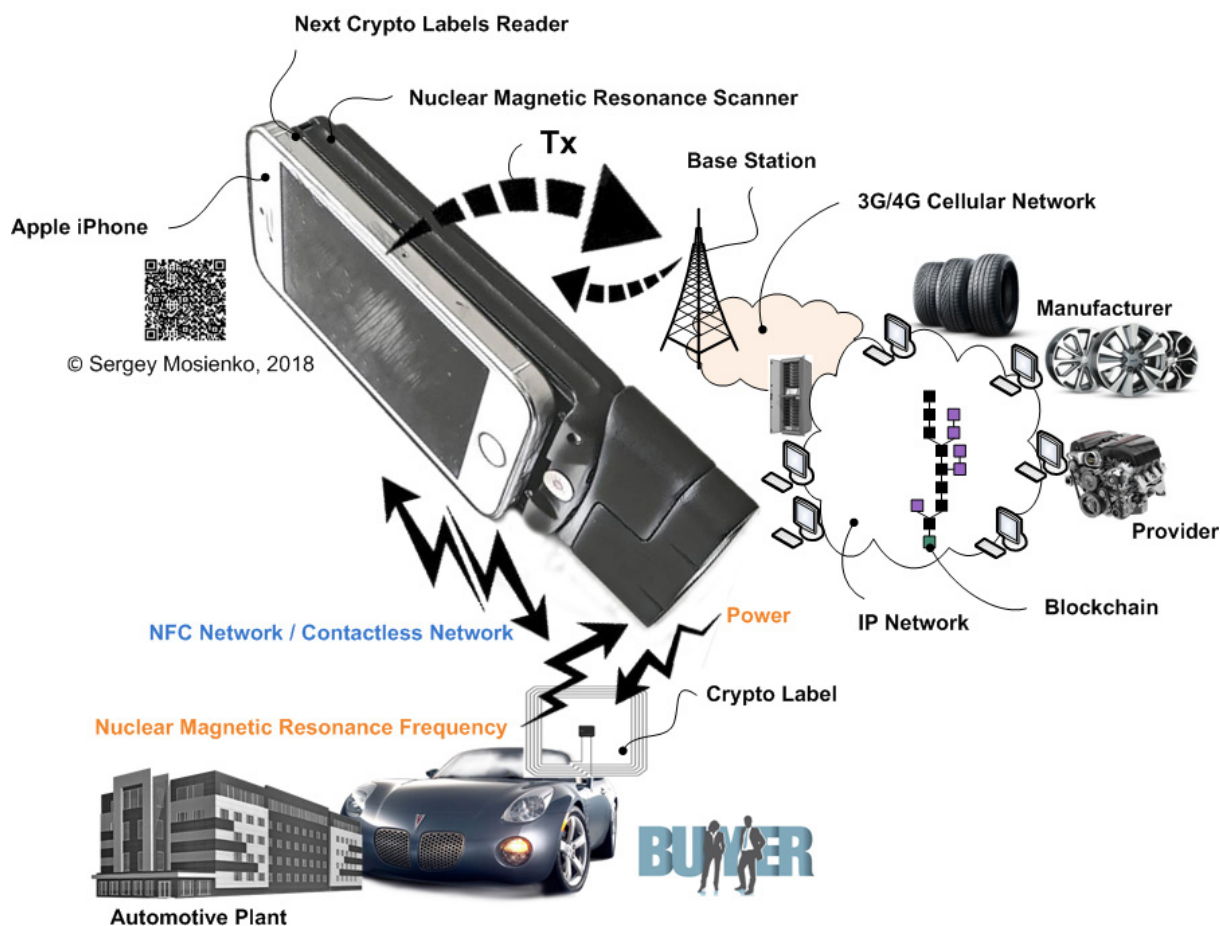 Next Crypto Labels Reader
Nuclear Magnetic Resonance Scanner
Tx
Base Station
3G/4G Cellular Network
Apple iPhone
Manufacturer
© Sergey Mosienko, 2018
Provider
Blockchain
IP Network
Power
NFC Network / Contactless Network
Crypto Label
Nuclear Magnetic Resonance Frequency
BUYER
Automotive Plant